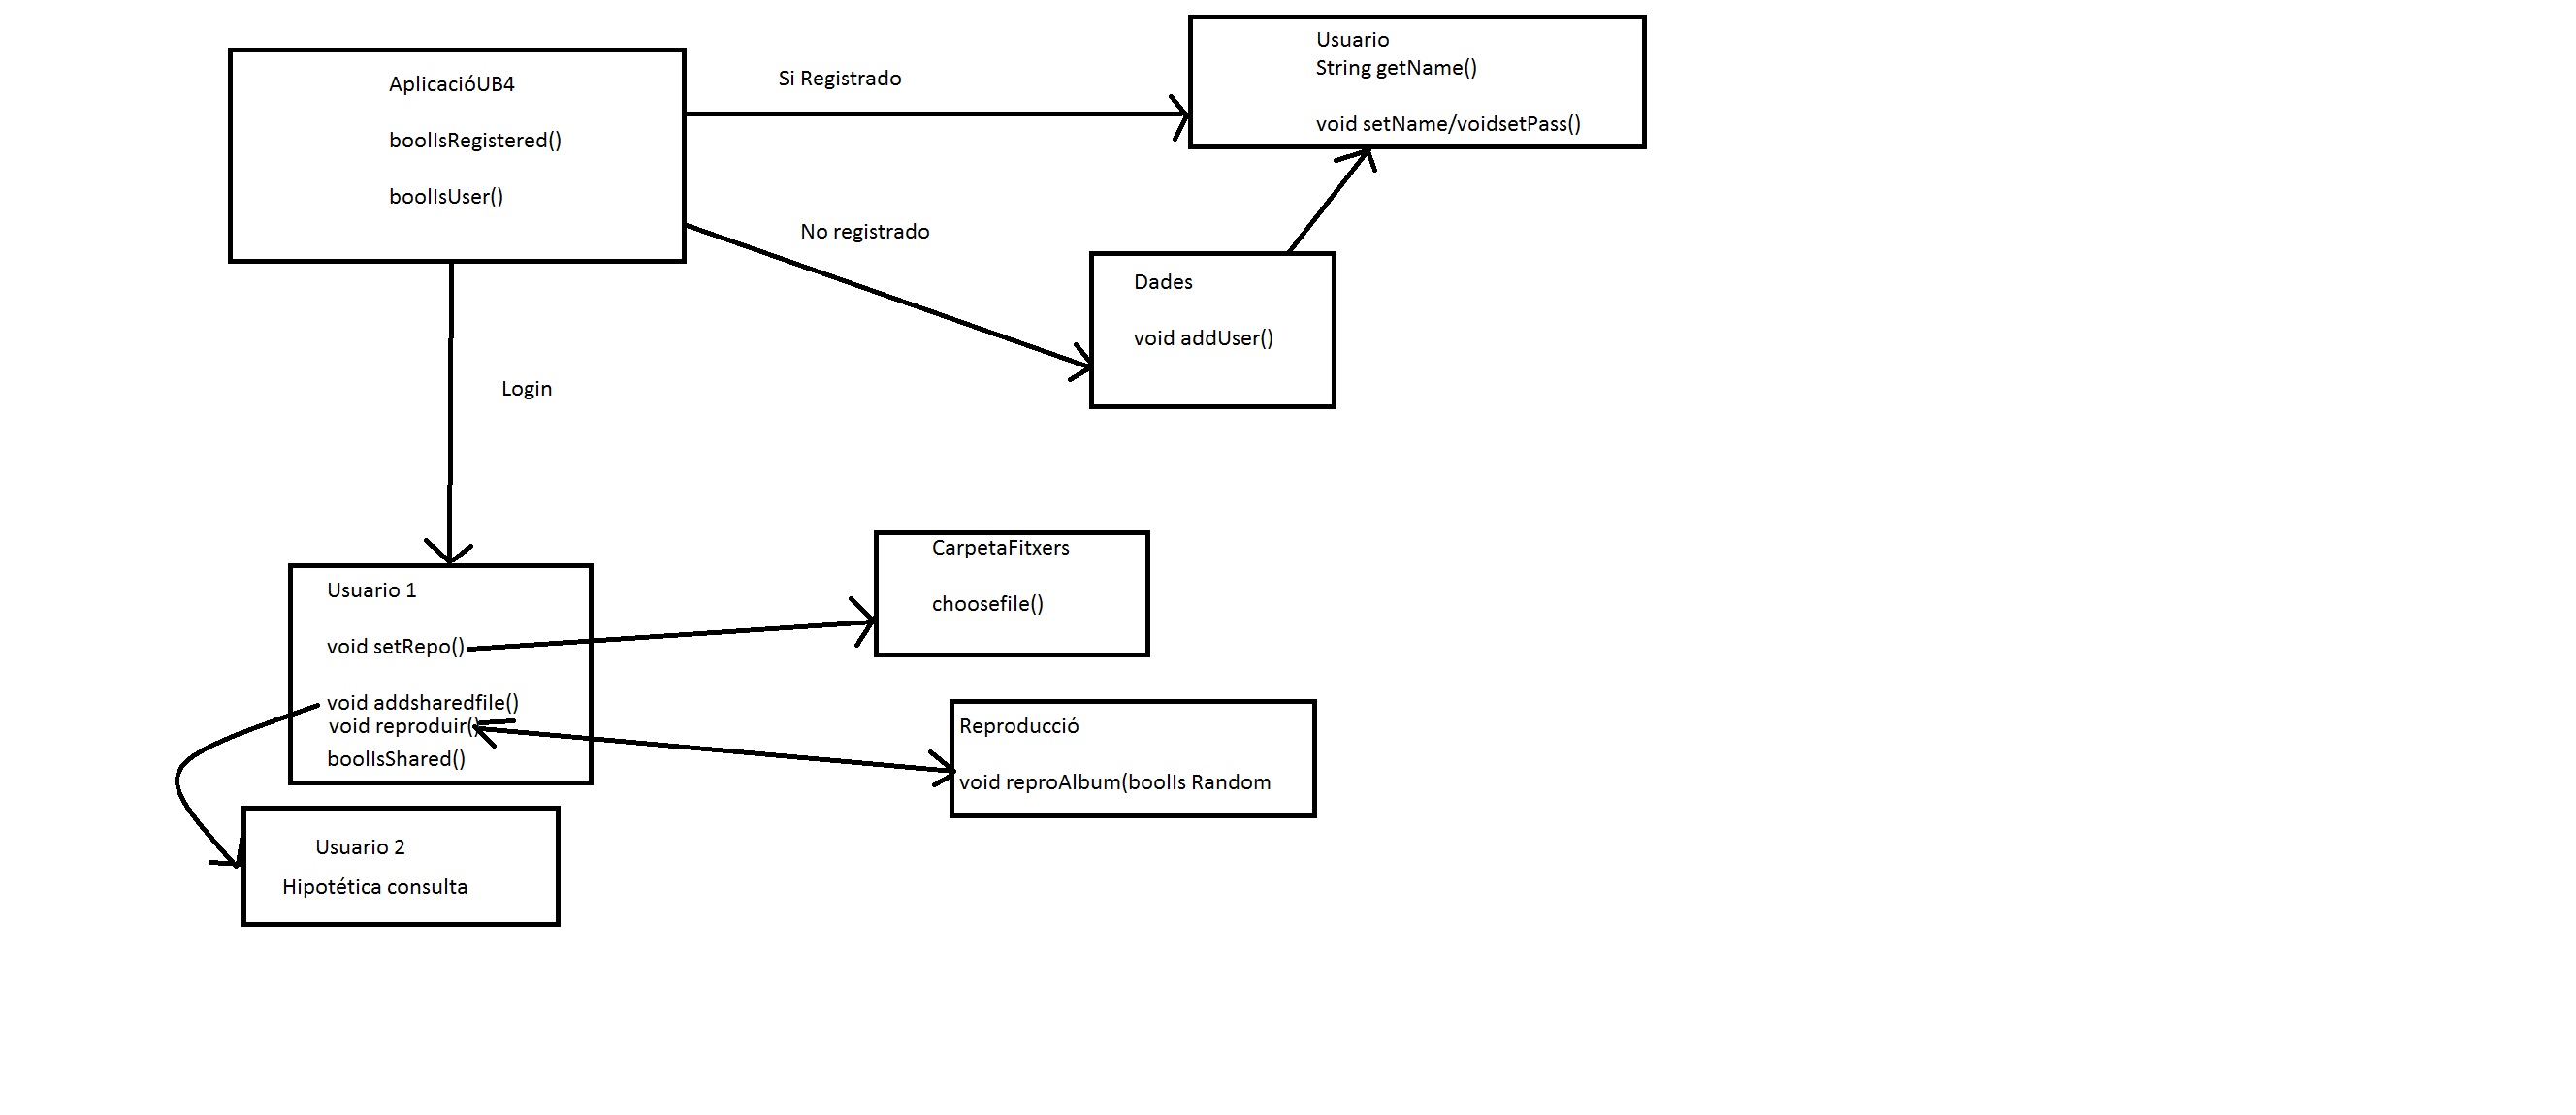 AplicacióUB4
boolIsRegistered()
boolIsUser()
Si Registrado
Usuario
String getName()
void setName/voidsetPass()
No registrado
Dades
void addUser()
Login
Usuario 1
void setRepo()
void addsharedfile()
void reproduir()
boolIsShared()
CarpetaFitxers
choosefile()
Reproducció
void reproAlbum(boolIs Random
Usuario 2
Hipotética consulta